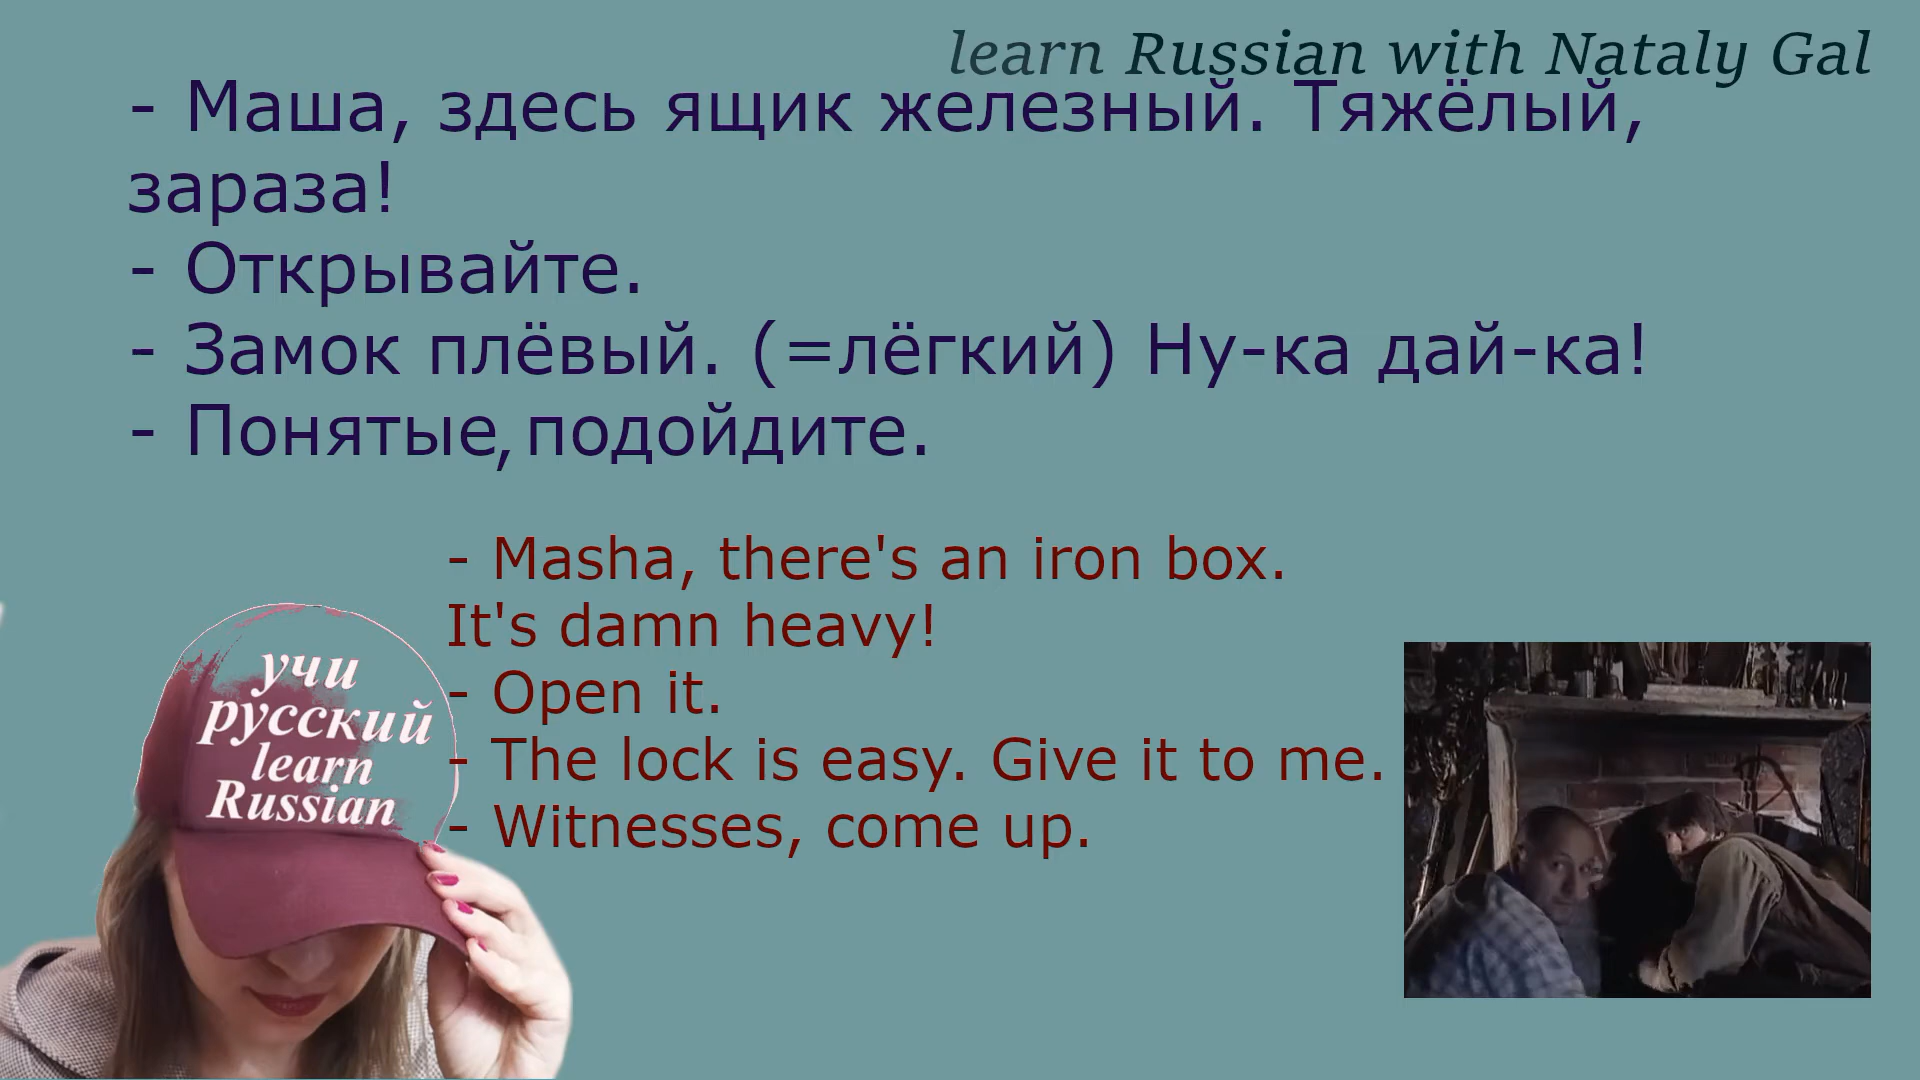 learn Russian with Nataly Gal
- Маша, здесь ящик железный. Тяжёлый,
зараза!
- Открывайте.
- Замок плёвый. (=лёгкий) Ну-ка дай-ка!
- Понятые, подойдите.
- Masha, there's an iron box.
It's damn heavy!
- Open it.
- The lock is easy. Give it to me.
- Witnesses, come up.
учи
русский
learn
Russian